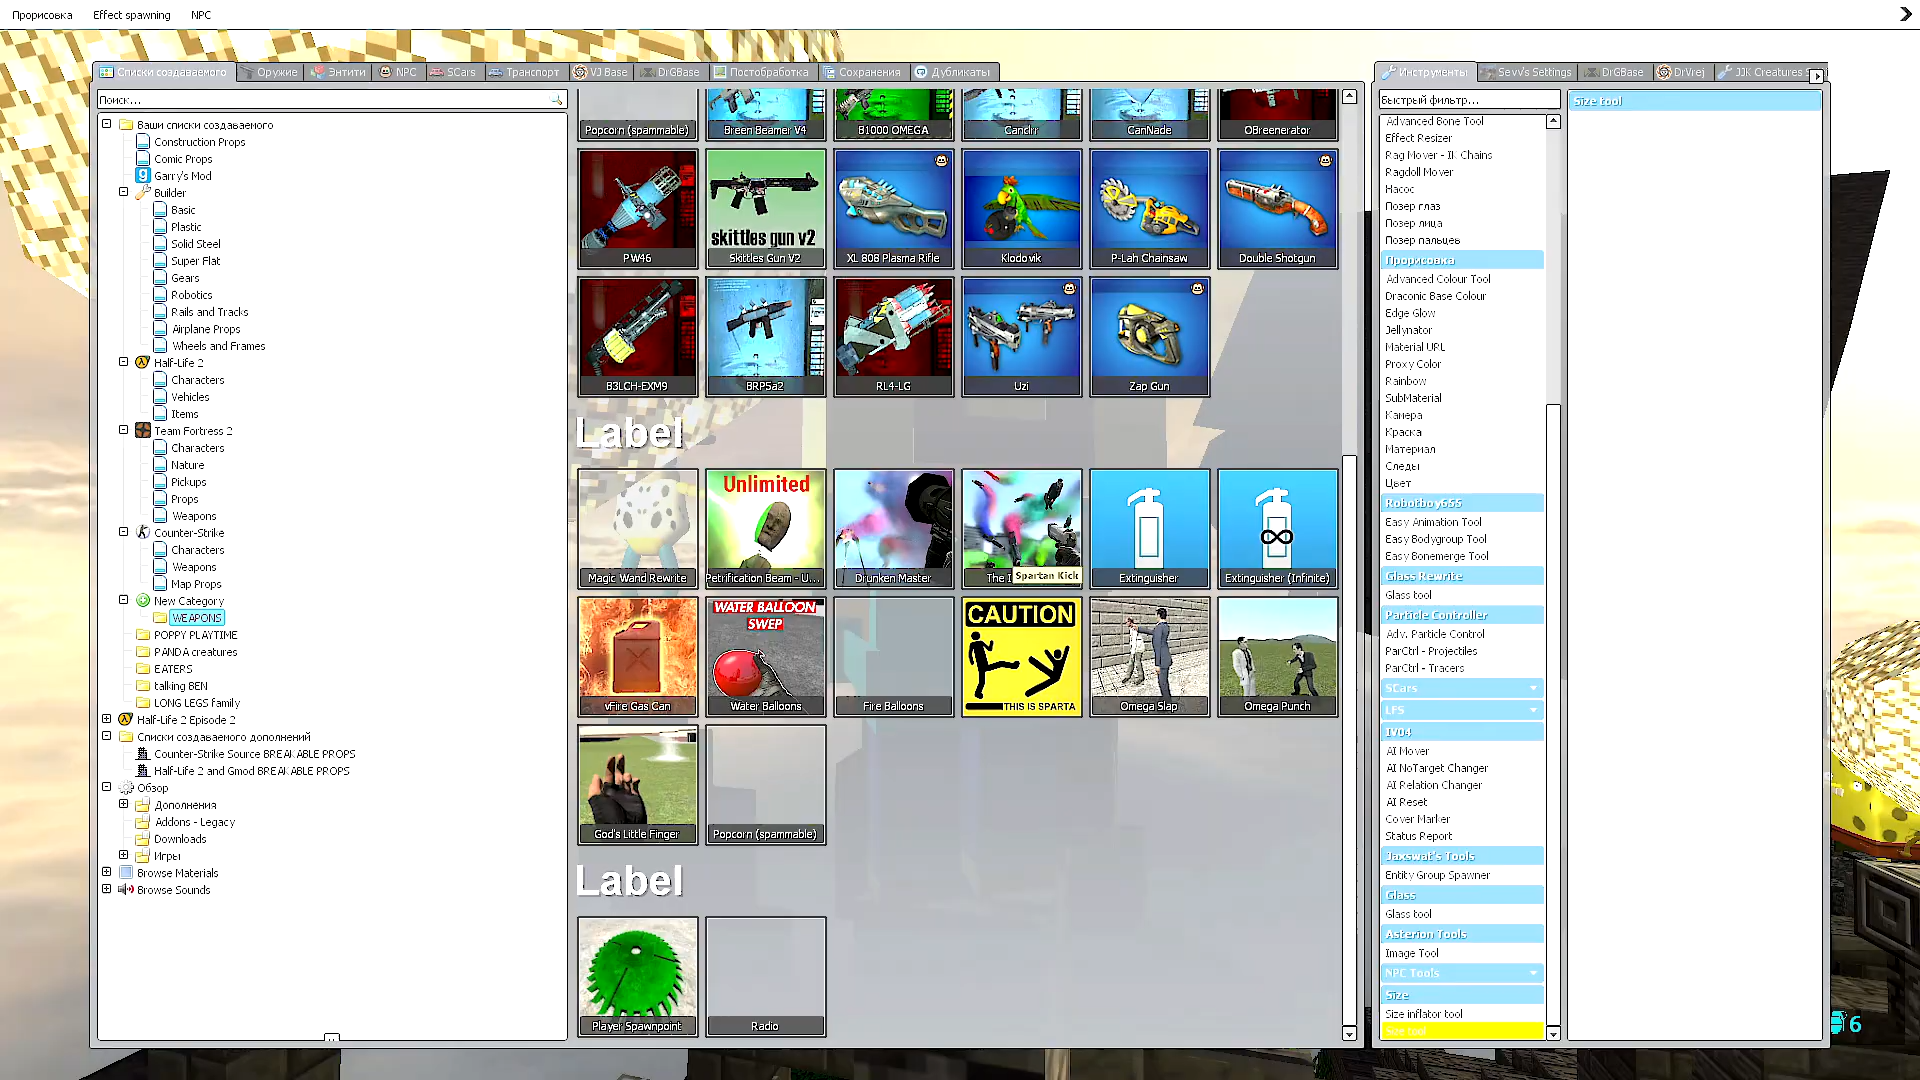 Прорисовка
Effect spawning
NPC
Списки создаваемого
Оружие
Энтити
NPC
SCars
Транспорт
VJ Base
DrGBase
Постобработка
Сохранения
Дубликаты
Поиск...
Ваши списки создаваемого
Construction Props
Comic Props
Garry's Mod
Builder
Basic
Plastic
Solid Steel
Super Flat
Gears
Robotics
Rails and Tracks
Airplane Props
Wheels and Frames
Half-Life 2
Characters
Vehicles
Items
Team Fortress 2
Characters
Nature
Pickups
Props
Weapons
Counter-Strike
Characters
Weapons
Map Props
New Category
WEAPONS
POPPY PLAYTIME
PANDA creatures
EATERS
talking BEN
LONG LEGS family
Half-Life 2 Episode 2
Списки создаваемого дополнений
Counter-Strike Source BREAKABLE PROPS
Half-Life 2 and Gmod BREAKABLE PROPS
Обзор
Дополнения
Addons - Legacy
Downloads
Игры
Browse Materials
Browse Sounds
Popcorn (spammable)
Breen Beamer V4
B1000 OMEGA
Canclrr
CanNade
OBreenerator
PW46
skittles gun v2
Skittles Gun V2
XL 808 Plasma Rifle
Klodovik
P-Lah Chainsaw
Double Shotgun
B3LCH-EXM9
BRP5a2
RL4-LG
Uzi
Zap Gun
Label
Magic Wand Rewrite
Unlimited
Petrification Beam - U...
Drunken Master
The
Spartan Kick
Extinguisher
Extinguisher (Infinite)
vFire Gas Can
WATER BALLOON
SWEP
Water Balloons
Fire Balloons
CAUTION
THIS IS SPARTA
Omega Slap
Omega Punch
God's Little Finger
Popcorn (spammable)
Label
Player Spawnpoint
Radio
Инструменты
Sevv's Settings
DrGBase
DrVrej
JJK Creatures S
Быстрый фильтр...
Advanced Bone Tool
Effect Resizer
Rag Mover - IK Chains
Ragdoll Mover
Насос
Позер глаз
Позер лица
Позер пальцев
Прорисовка
Advanced Colour Tool
Draconic Base Colour
Edge Glow
Jellynator
Material URL
Proxy Color
Rainbow
SubMaterial
Камера
Краска
Материал
Следы
Цвет
Robotboy655
Easy Animation Tool
Easy Bodygroup Tool
Easy Bonemerge Tool
Glass Rewrite
Glass tool
Particle Controller
Adv. Particle Control
ParCtrl - Projectiles
ParCtrl - Tracers
SCars
LFS
IV04
AI Mover
AI NoTarget Changer
AI Relation Changer
AI Reset
Cover Marker
Status Report
Jaxswat's Tools
Entity Group Spawner
Glass
Glass tool
Asterion Tools
Image Tool
NPC Tools
Size
Size inflator tool
Size tool
Size tool
6